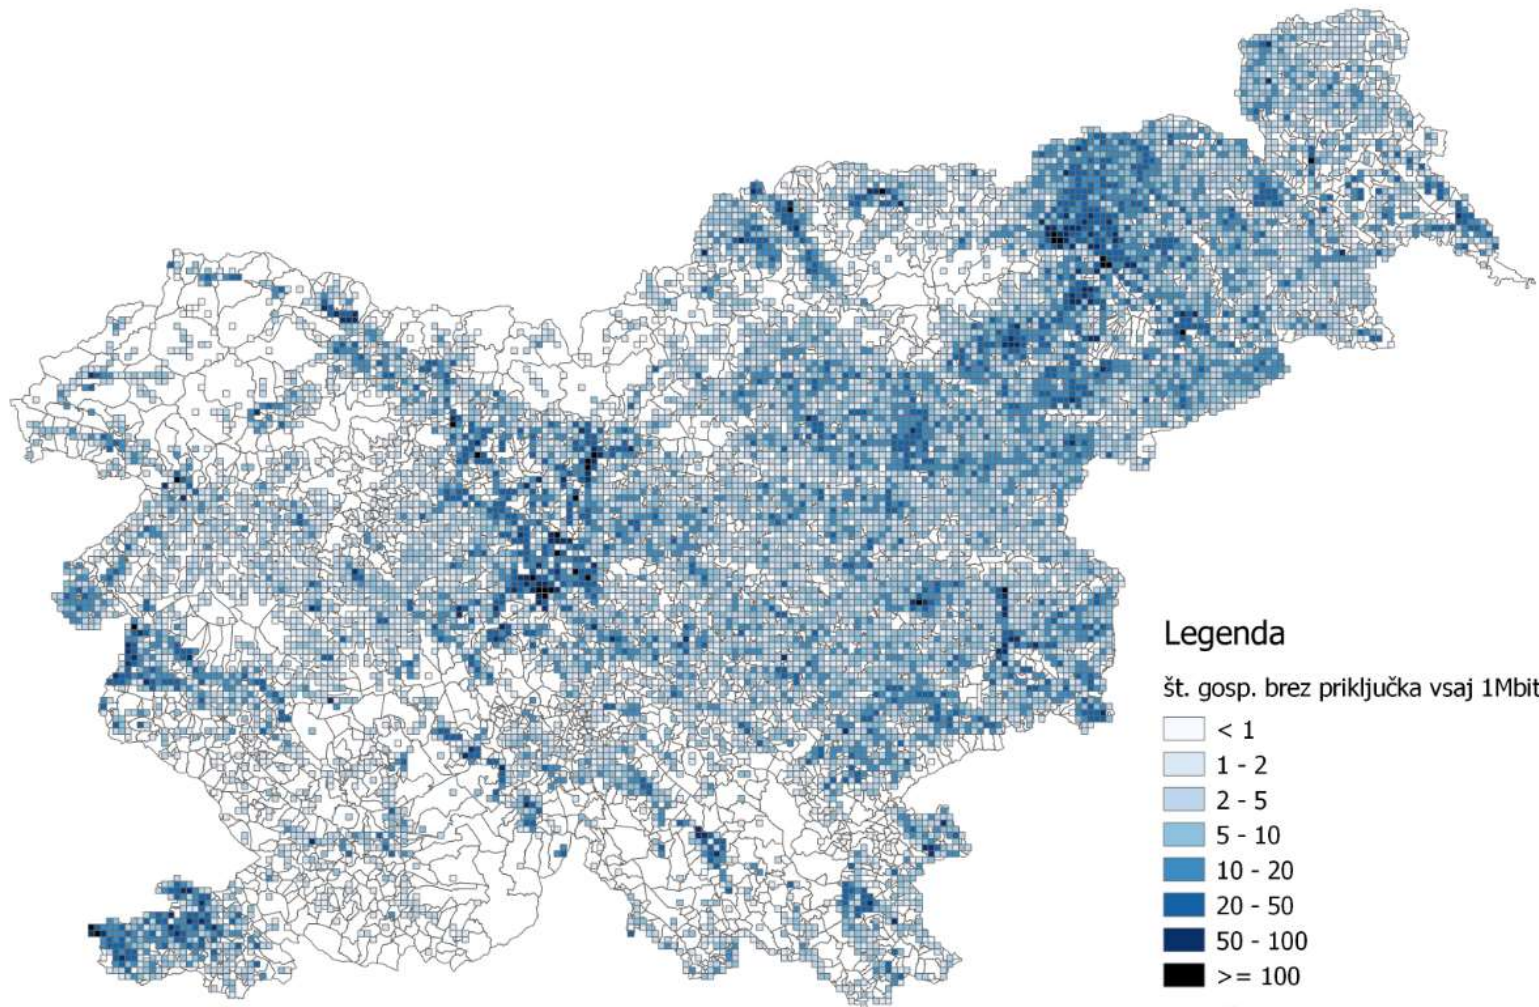 Legenda
št. gosp. brez priključka vsaj 1Mbit
< 1
1 - 2
2 - 5
5 - 10
10 - 20
20 - 50
50 - 100
>= 100